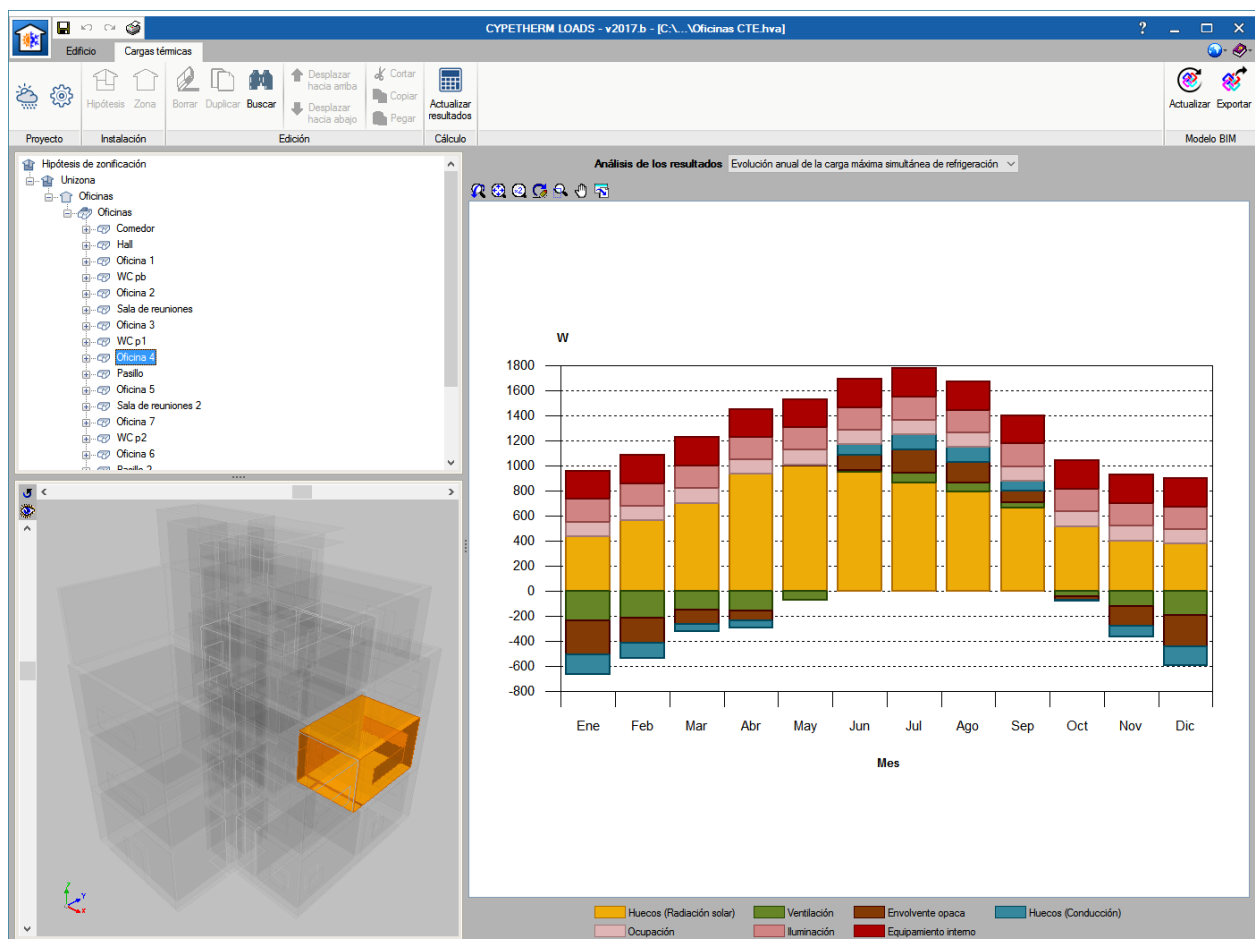 CYPETHERM LOADS - v2017.b - [C:\...\Oficinas CTE.hva]
?
Edificio Cargas térmicas
Hipótesis Zona Borrar Duplicar Buscar
Desplazar hacia arriba
Desplazar hacia abajo
Cortar
Copiar
Pegar
Actualizar resultados
Actualizar Exportar
Proyecto Instalación Edición Cálculo Modelo BIM
Hipótesis de zonificación
Unizona
Oficinas
Oficinas
Comedor
Hall
Oficina 1
WC pb
Oficina 2
Sala de reuniones
Oficina 3
WC p1
Oficina 4
Pasillo
Oficina 5
Sala de reuniones 2
Oficina 7
WC p2
Oficina 6
Pasillo 2
Z
Y
X
Análisis de los resultados Evolución anual de la carga máxima simultánea de refrigeración
W
1800
1600
1400
1200
1000
800
600
400
200
0
-200
-400
-600
-800
Ene Feb Mar Abr May Jun Jul Ago Sep Oct Nov Dic
Mes
Huecos (Radiación solar) Ventilación Envolvente opaca Huecos (Conducción)
Ocupación Iluminación Equipamiento interno